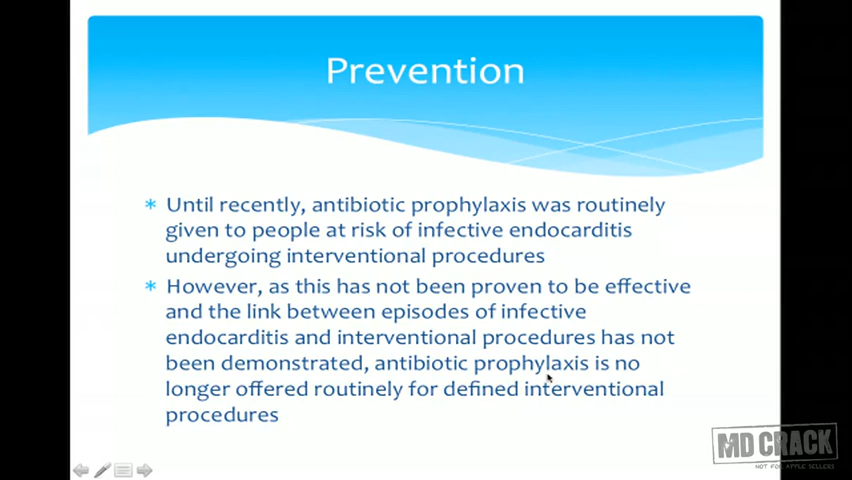 Prevention
Until recently, antibiotic prophylaxis was routinely
given to people at risk of infective endocarditis
undergoing interventional procedures
However, as this has not been proven to be effective
and the link between episodes of infective
endocarditis and interventional procedures has not
been demonstrated, antibiotic prophylaxis is no
longer offered routinely for defined interventional
procedures
MD CRACK
NOT FOR APPLE SELLERS